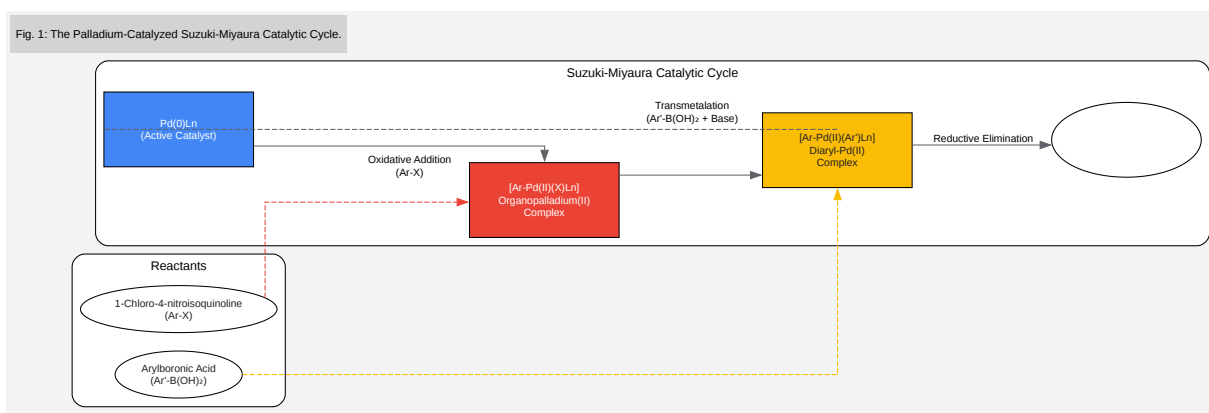 Fig. 1: The Palladium-Catalyzed Suzuki-Miyaura Catalytic Cycle.
Suzuki-Miyaura Catalytic Cycle
Pd(0)Ln
(Active Catalyst)
Oxidative Addition
(Ar-X)
[Ar-Pd(II)(X)Ln]
Organopalladium(II)
Complex
Transmetalation
(Ar'-B(OH)₂ + Base)
[Ar-Pd(II)(Ar')Ln]
Diaryl-Pd(II)
Complex
Reductive Elimination
Reactants
1-Chloro-4-nitroisoquinoline
(Ar-X)
Arylboronic Acid
(Ar'-B(OH)₂)